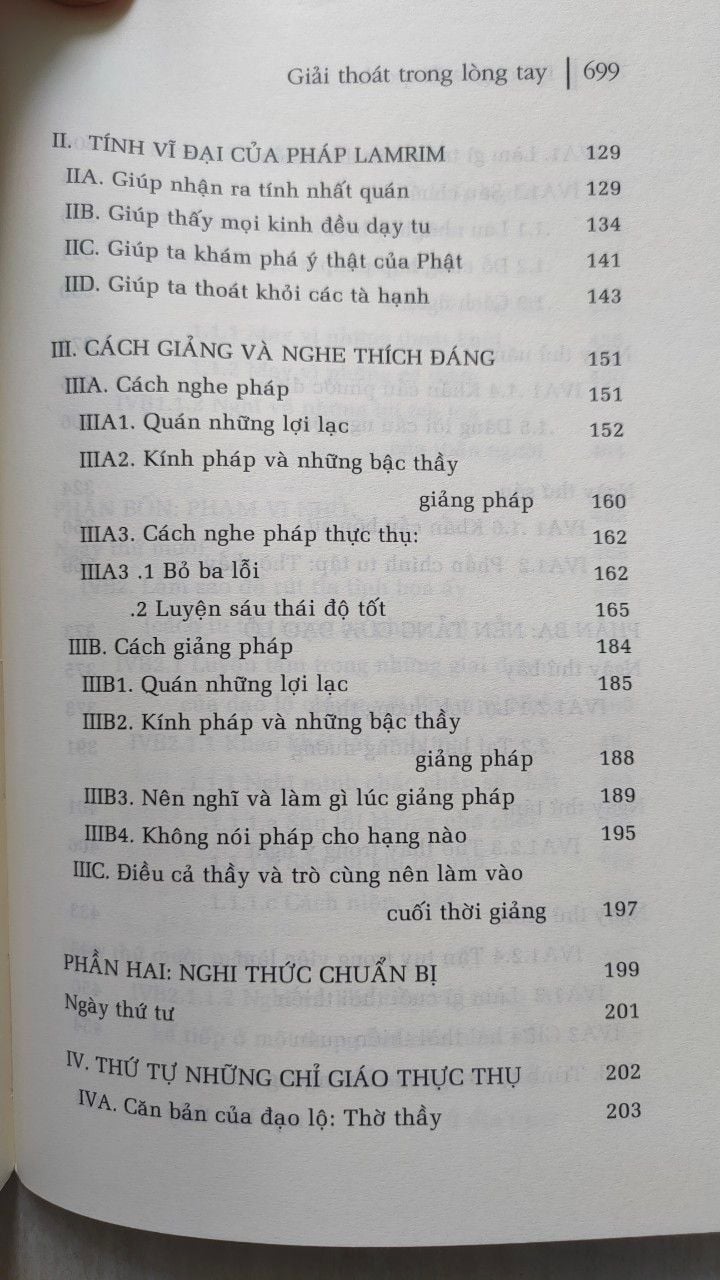 Giải thoát trong lòng tay | 699
II. TÍNH VĨ ĐẠI CỦA PHÁP LAMRIM 129
IIA. Giúp nhận ra tính nhất quán 129
IIB. Giúp thấy mọi kinh đều dạy tu 134
IIC. Giúp ta khám phá ý thật của Phật 141
IID. Giúp ta thoát khỏi các tà hạnh 143
III. CÁCH GIẢNG VÀ NGHE THÍCH ĐÁNG 151
IIIA. Cách nghe pháp 151
IIIA1. Quán những lợi lạc 152
IIIA2. Kính pháp và những bậc thầy
giảng pháp 160
IIIA3. Cách nghe pháp thực thụ: 162
IIIA3 .1 Bỏ ba lỗi 162
.2 Luyện sáu thái độ tốt 165
IIIB. Cách giảng pháp 184
IIIB1. Quán những lợi lạc 185
IIIB2. Kính pháp và những bậc thầy
giảng pháp 188
IIIB3. Nên nghĩ và làm gì lúc giảng pháp 189
IIIB4. Không nói pháp cho hạng nào 195
IIIC. Điều cả thầy và trò cùng nên làm vào
cuối thời giảng 197
PHẦN HAI: NGHI THỨC CHUẨN BỊ 199
Ngày thứ tư 201
IV. THỨ TỰ NHỮNG CHỈ GIÁO THỰC THỤ 202
IVA. Căn bản của đạo lộ: Thờ thầy 203